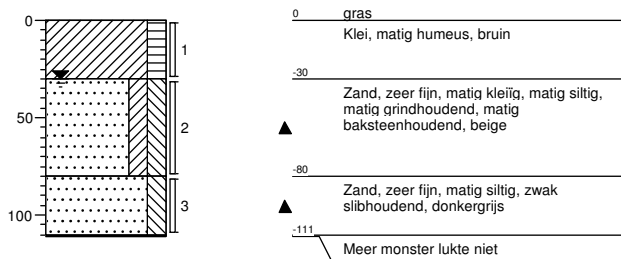 0
50
100
1
2
3
0 gras
Klei, matig humeus, bruin
-30
Zand, zeer fijn, matig kleiïg, matig siltig,
matig grindhoudend, matig
baksteenhoudend, beige
-80
Zand, zeer fijn, matig siltig, zwak
slibhoudend, donkergrijs
-111
Meer monster lukte niet